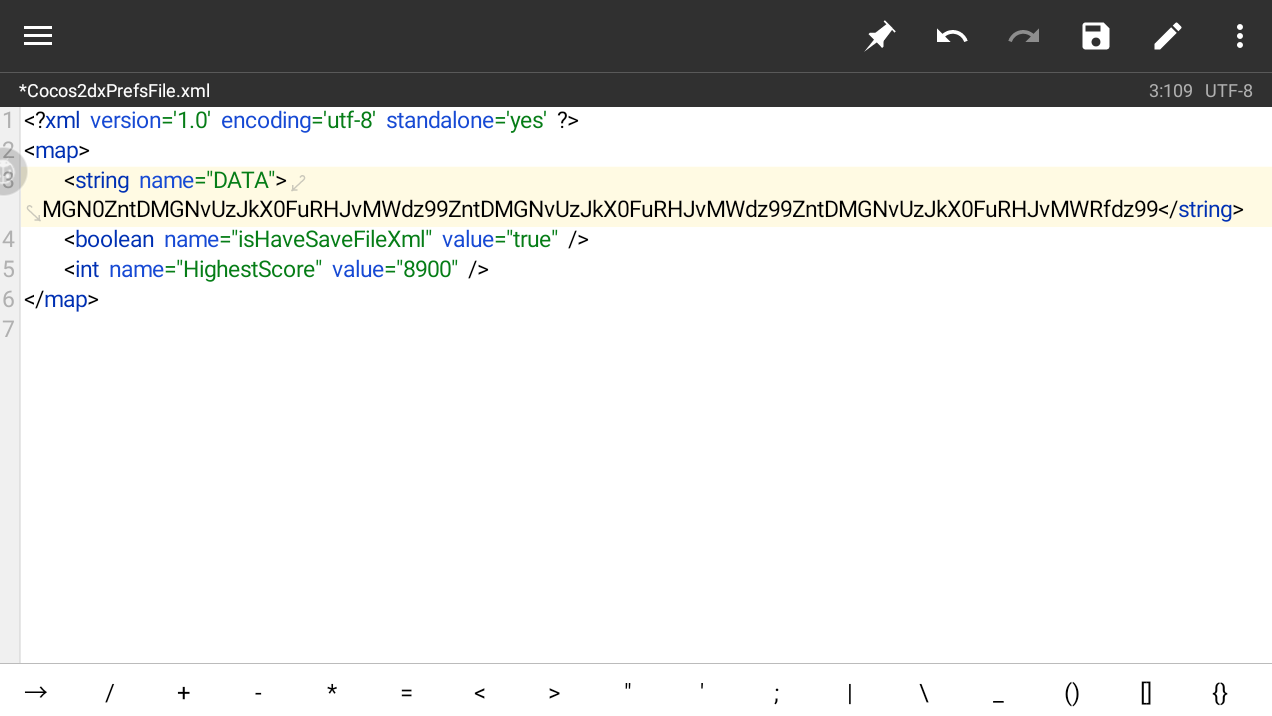 *Cocos2dxPrefsFile.xml 3:109 UTF-8
1 <?xml version='1.0' encoding='utf-8' standalone='yes' ?>
2 <map>
3 <string name="DATA">
MGN0ZntDMGNvUzJkX0FuRHJvMWdz99ZntDMGNvUzJkX0FuRHJvMWdz99ZntDMGNvUzJkX0FuRHJvMWRfdz99</string>
4 <boolean name="isHaveSaveFileXml" value="true" />
5 <int name="HighestScore" value="8900" />
6 </map>
7
→ / + - * = < > " ' ; | \ _ () [] {}